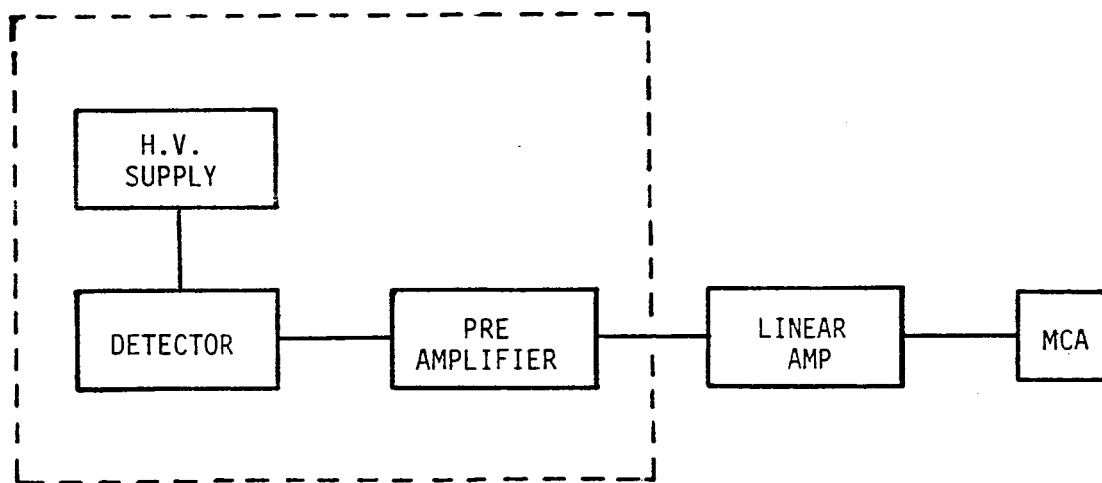 H.V.
SUPPLY
DETECTOR
PRE
AMPLIFIER
LINEAR
AMP
MCA